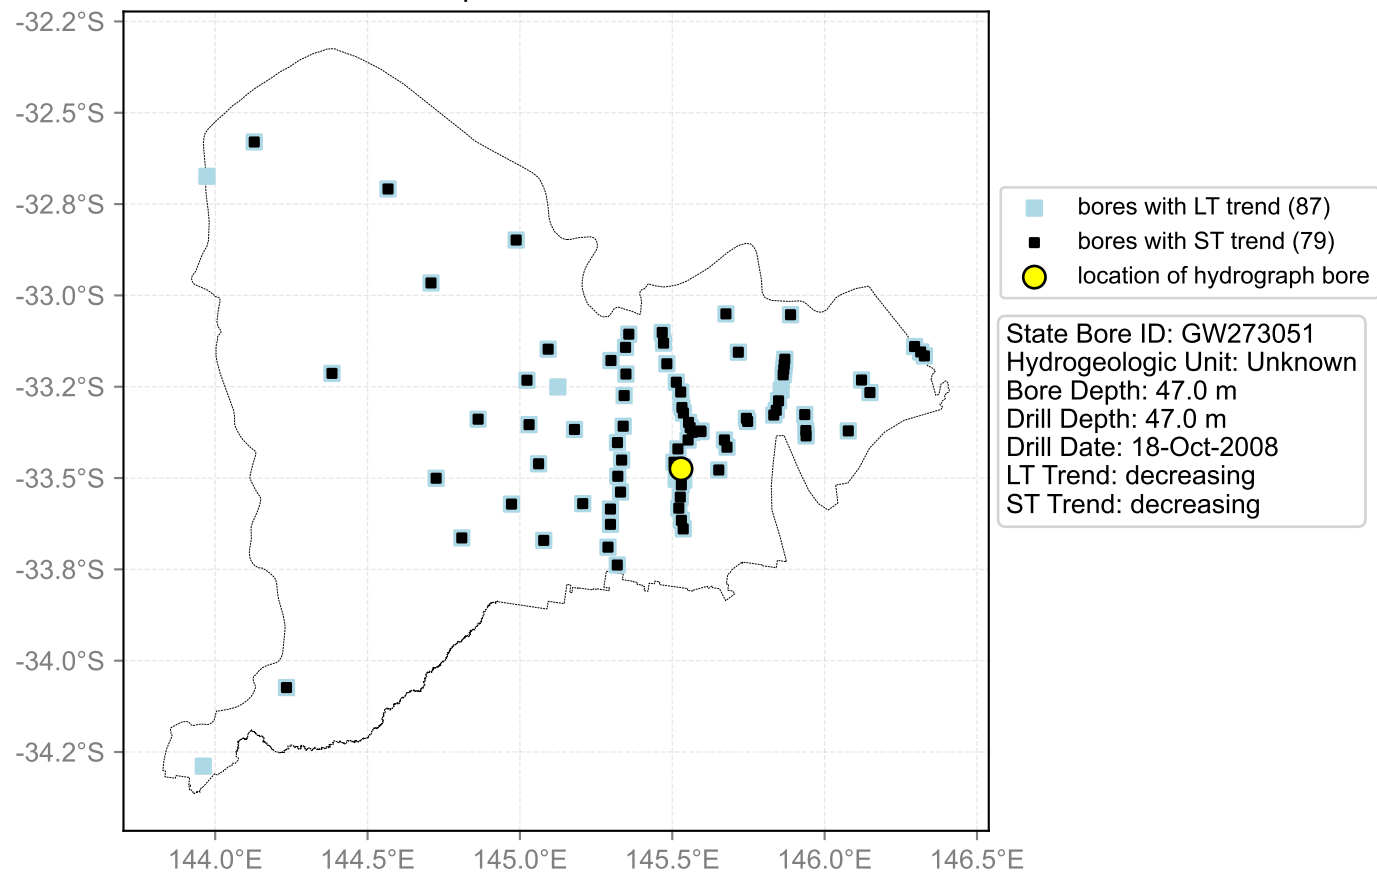 -32.2°S
-32.5°S
-32.8°S
-33.0°S
-33.2°S
-33.5°S
-33.8°S
-34.0°S
-34.2°S
144.0°E
144.5°E
145.0°E
145.5°E
146.0°E
146.5°E
bores with LT trend (87)
bores with ST trend (79)
location of hydrograph bore
State Bore ID: GW273051
Hydrogeologic Unit: Unknown
Bore Depth: 47.0 m
Drill Depth: 47.0 m
Drill Date: 18-Oct-2008
LT Trend: decreasing
ST Trend: decreasing